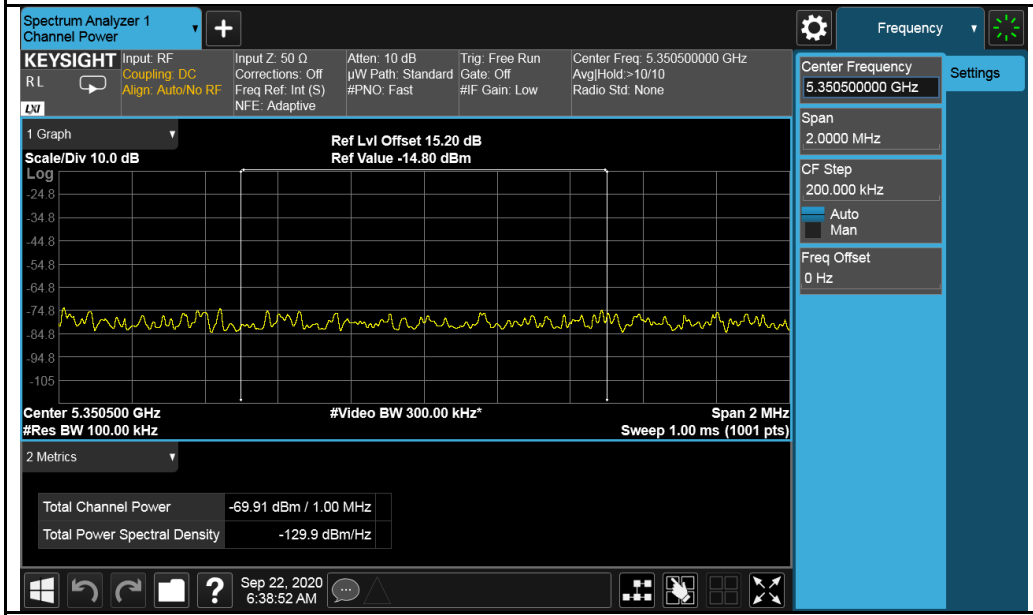 Spectrum Analyzer 1
Channel Power
+
Frequency
KEYSIGHT
RL
LXI
Input: RF
Coupling: DC
Align: Auto/No RF
Input Z: 50 Ω
Corrections: Off
Freq Ref: Int (S)
NFE: Adaptive
Atten: 10 dB
µW Path: Standard
#PNO: Fast
Trig: Free Run
Gate: Off
#IF Gain: Low
Center Freq: 5.350500000 GHz
Avg|Hold:>10/10
Radio Std: None
Center Frequency
5.350500000 GHz
Settings
Span
2.0000 MHz
CF Step
200.000 kHz
Auto
Man
Freq Offset
0 Hz
1 Graph
Scale/Div 10.0 dB
Ref Lvl Offset 15.20 dB
Ref Value -14.80 dBm
Log
-24.8
-34.8
-44.8
-54.8
-64.8
-74.8
-84.8
-94.8
-105
Center 5.350500 GHz
#Res BW 100.00 kHz
#Video BW 300.00 kHz*
Span 2 MHz
Sweep 1.00 ms (1001 pts)
2 Metrics
Total Channel Power -69.91 dBm / 1.00 MHz
Total Power Spectral Density -129.9 dBm/Hz
?
Sep 22, 2020
6:38:52 AM